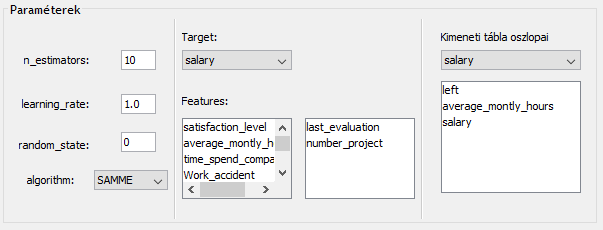 Paraméterek
n_estimators: 10
learning_rate: 1.0
random_state: 0
algorithm: SAMME
Target:
salary
Features:
satisfaction_level
average_montly_h
time_spend_compa
Work_accident
last_evaluation
number_project
Kimeneti tábla oszlopai
salary
left
average_montly_hours
salary